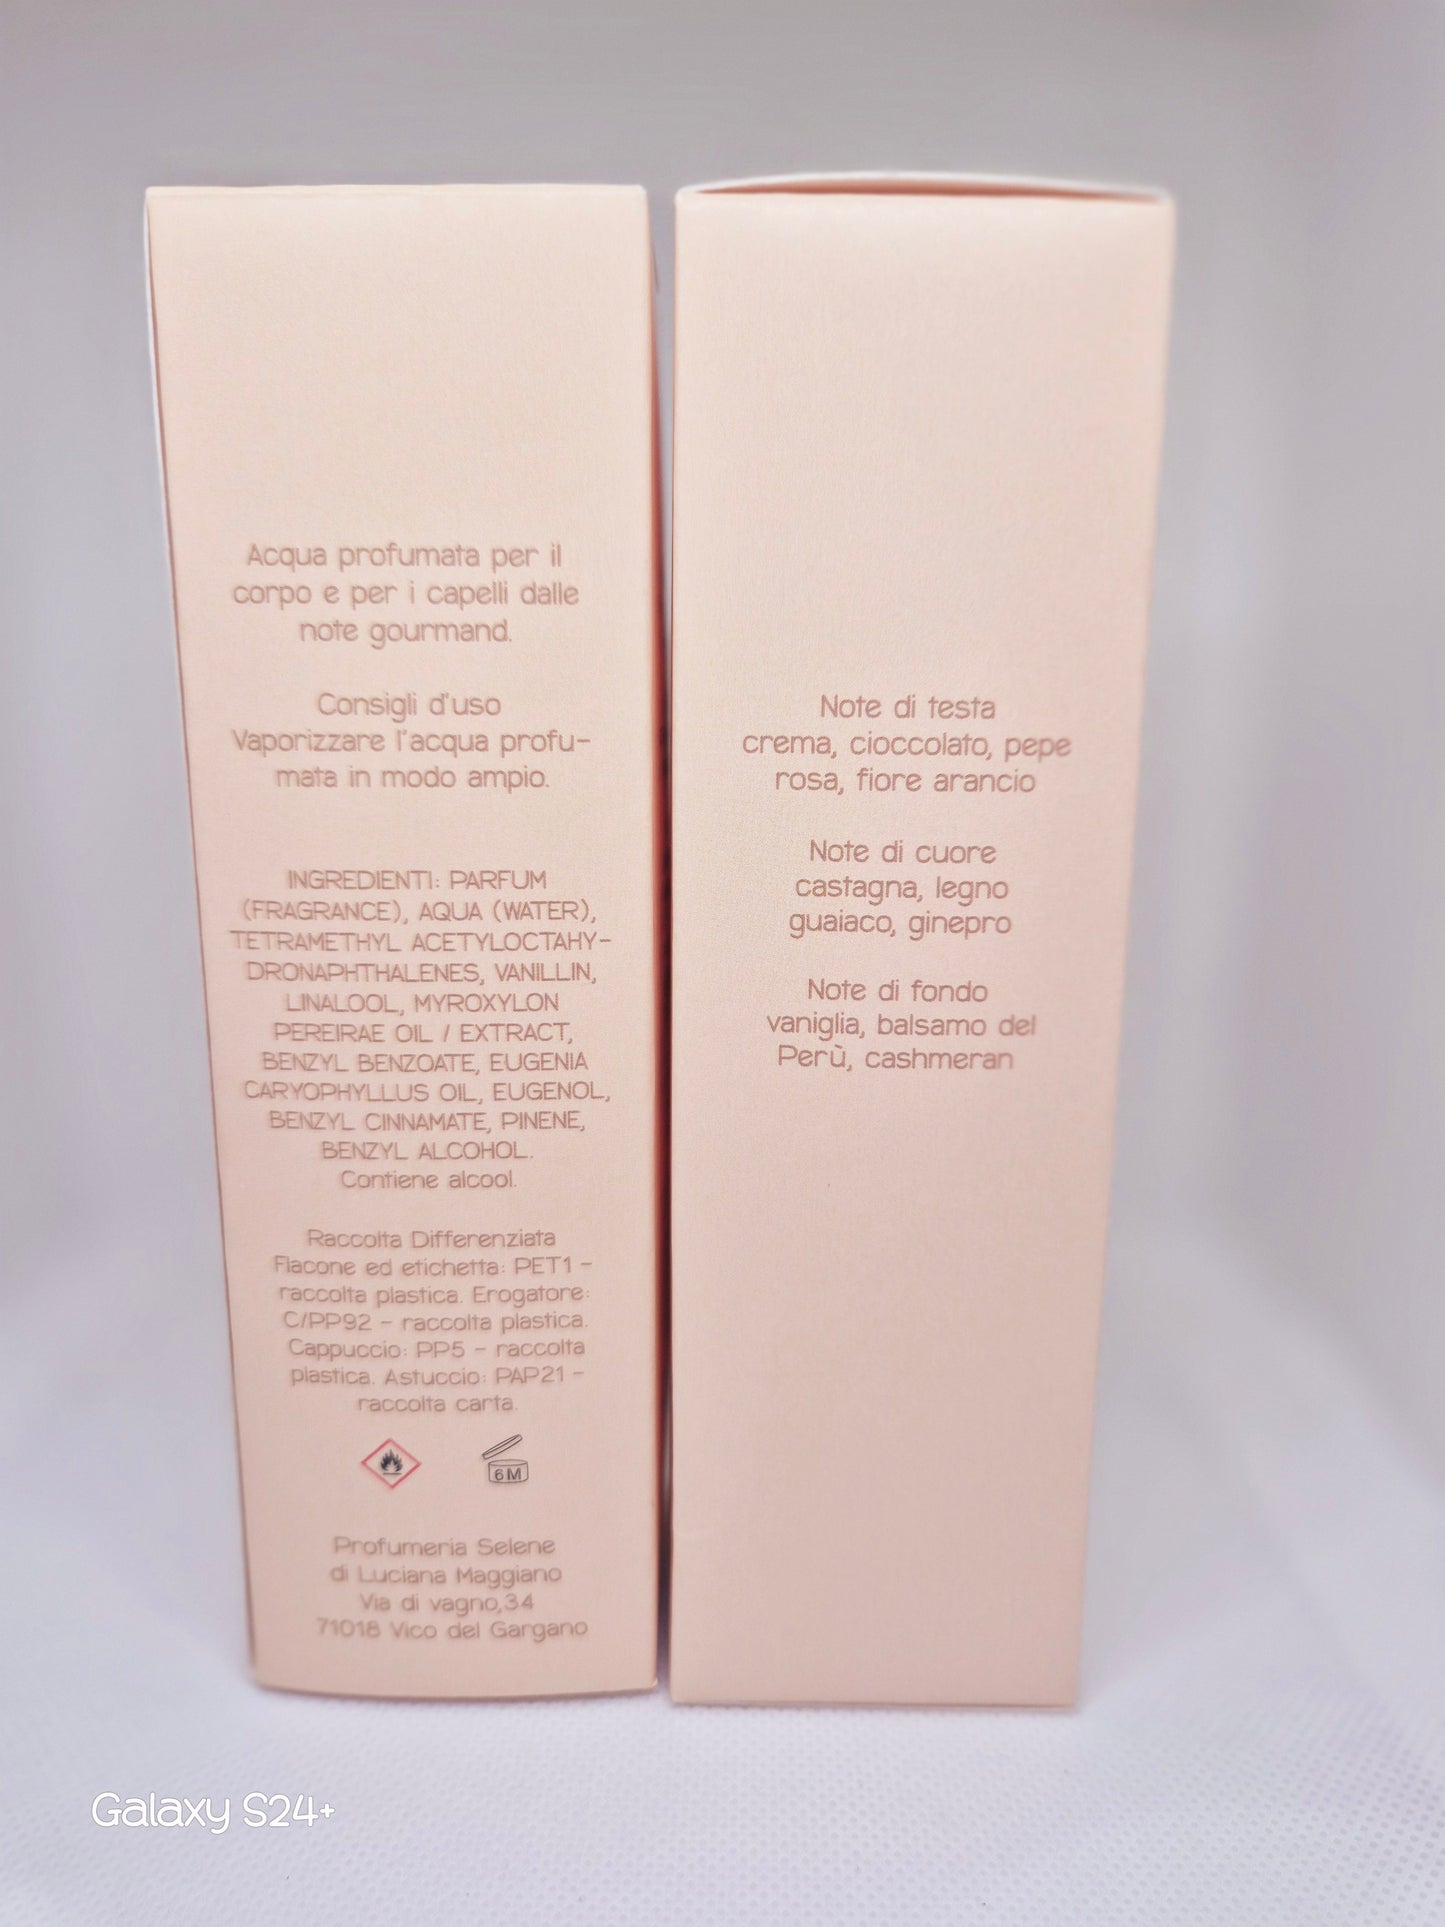 Acqua profumata per il
corpo e per i capelli dalle
note gourmand.
Consigli d'uso
Vaporizzare l'acqua profu-
mata in modo ampio.
INGREDIENTI: PARFUM
(FRAGRANCE), AQUA (WATER),
TETRAMETHYL ACETYLOCTAHY-
DRONAPHTHALENES, VANILLIN,
LINALOOL, MYROXYLON
PEREIRAE OIL / EXTRACT,
BENZYL BENZOATE, EUGENIA
CARYOPHYLLUS OIL, EUGENOL,
BENZYL CINNAMATE, PINENE,
BENZYL ALCOHOL.
Contiene alcool.
Raccolta Differenziata
Flacone ed etichetta: PET1 -
raccolta plastica. Erogatore:
C/PP92 - raccolta plastica.
Cappuccio: PP5 - raccolta
plastica. Astuccio: PAP21 -
raccolta carta.
6M
Profumeria Selene
di Luciana Maggiano
Via di vagno,34
71018 Vico del Gargano
Note di testa
crema, cioccolato, pepe
rosa, fiore arancio
Note di cuore
castagna, legno
guaiaco, ginepro
Note di fondo
vaniglia, balsamo del
Perù, cashmeran
Galaxy S24+